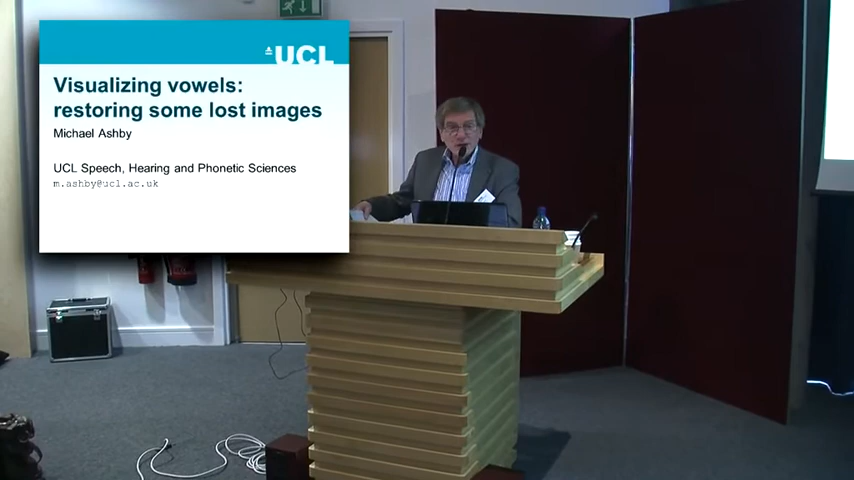 UCL
Visualizing vowels:
restoring some lost images
Michael Ashby
UCL Speech, Hearing and Phonetic Sciences
m.ashby@ucl.ac.uk